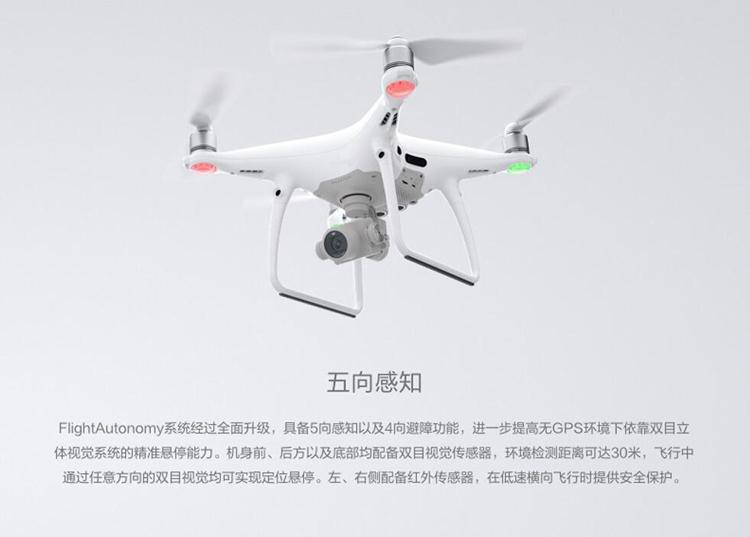 五向感知
FlightAutonomy系统经过全面升级，具备5向感知以及4向避障功能，进一步提高无GPS环境下依靠双目立
体视觉系统的精准悬停能力。机身前、后方以及底部均配备双目视觉传感器，环境检测距离可达30米，飞行中
通过任意方向的双目视觉均可实现定位悬停。左、右侧配备红外传感器，在低速横向飞行时提供安全保护。